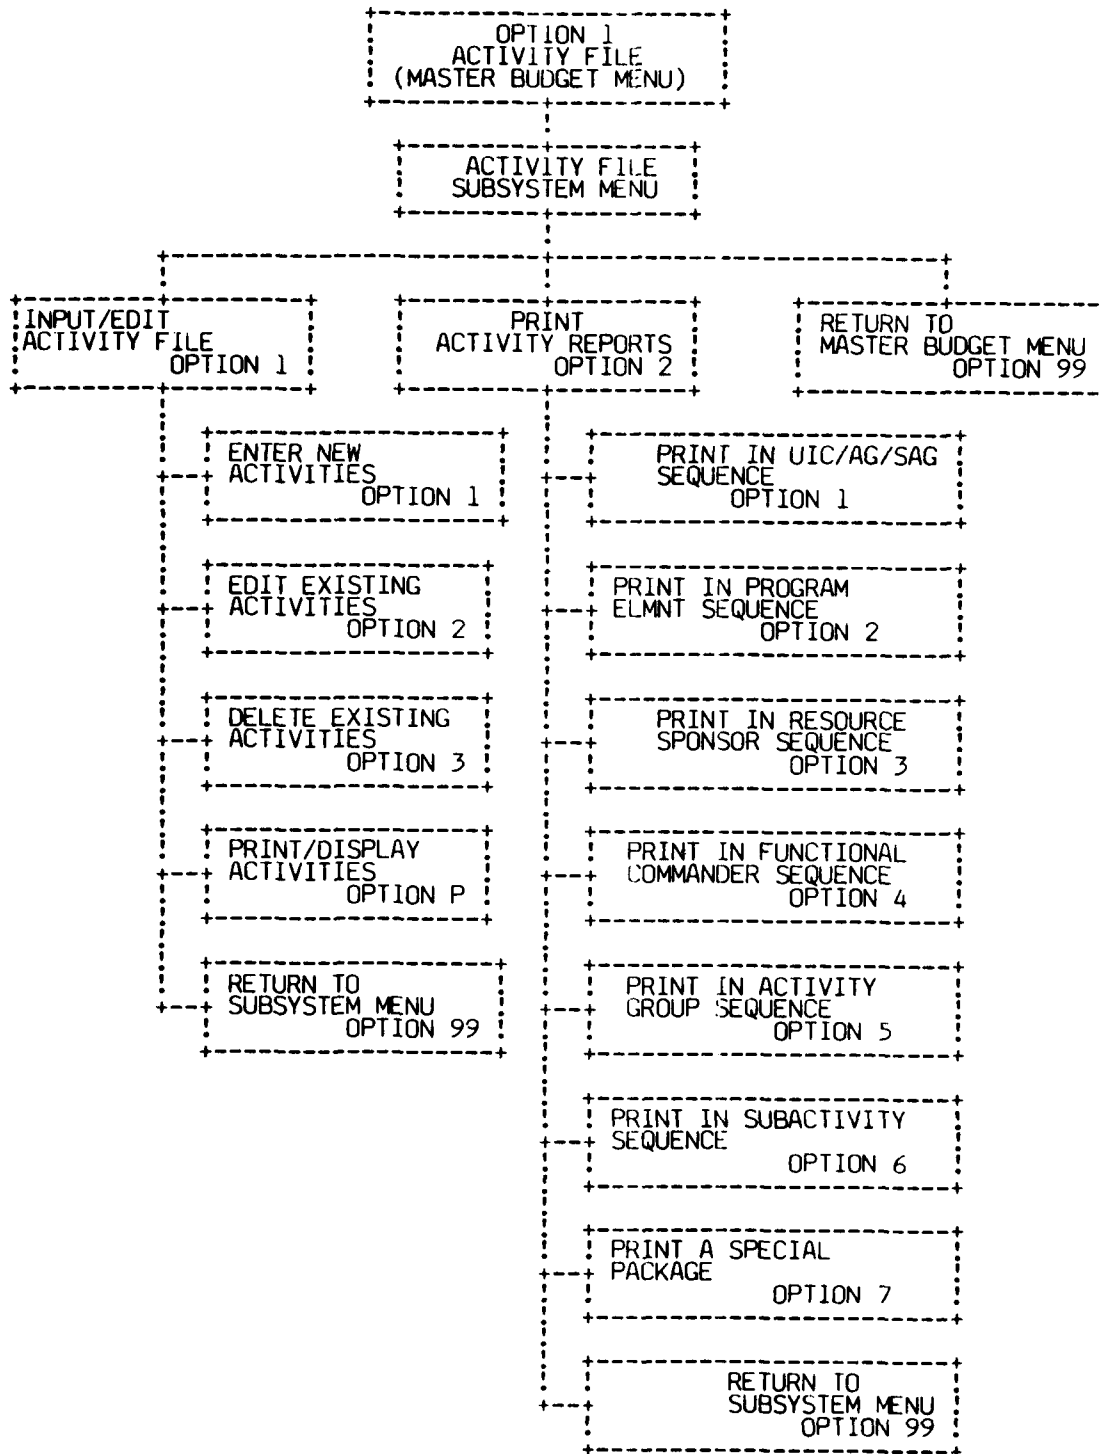 OPTION 1
ACTIVITY FILE
(MASTER BUDGET MENU)
ACTIVITY FILE
SUBSYSTEM MENU
INPUT/EDIT
ACTIVITY FILE
OPTION 1
PRINT
ACTIVITY REPORTS
OPTION 2
RETURN TO
MASTER BUDGET MENU
OPTION 99
ENTER NEW
ACTIVITIES
OPTION 1
EDIT EXISTING
ACTIVITIES
OPTION 2
DELETE EXISTING
ACTIVITIES
OPTION 3
PRINT/DISPLAY
ACTIVITIES
OPTION P
RETURN TO
SUBSYSTEM MENU
OPTION 99
PRINT IN UIC/AG/SAG
SEQUENCE
OPTION 1
PRINT IN PROGRAM
ELMNT SEQUENCE
OPTION 2
PRINT IN RESOURCE
SPONSOR SEQUENCE
OPTION 3
PRINT IN FUNCTIONAL
COMMANDER SEQUENCE
OPTION 4
PRINT IN ACTIVITY
GROUP SEQUENCE
OPTION 5
PRINT IN SUBACTIVITY
SEQUENCE
OPTION 6
PRINT A SPECIAL
PACKAGE
OPTION 7
RETURN TO
SUBSYSTEM MENU
OPTION 99